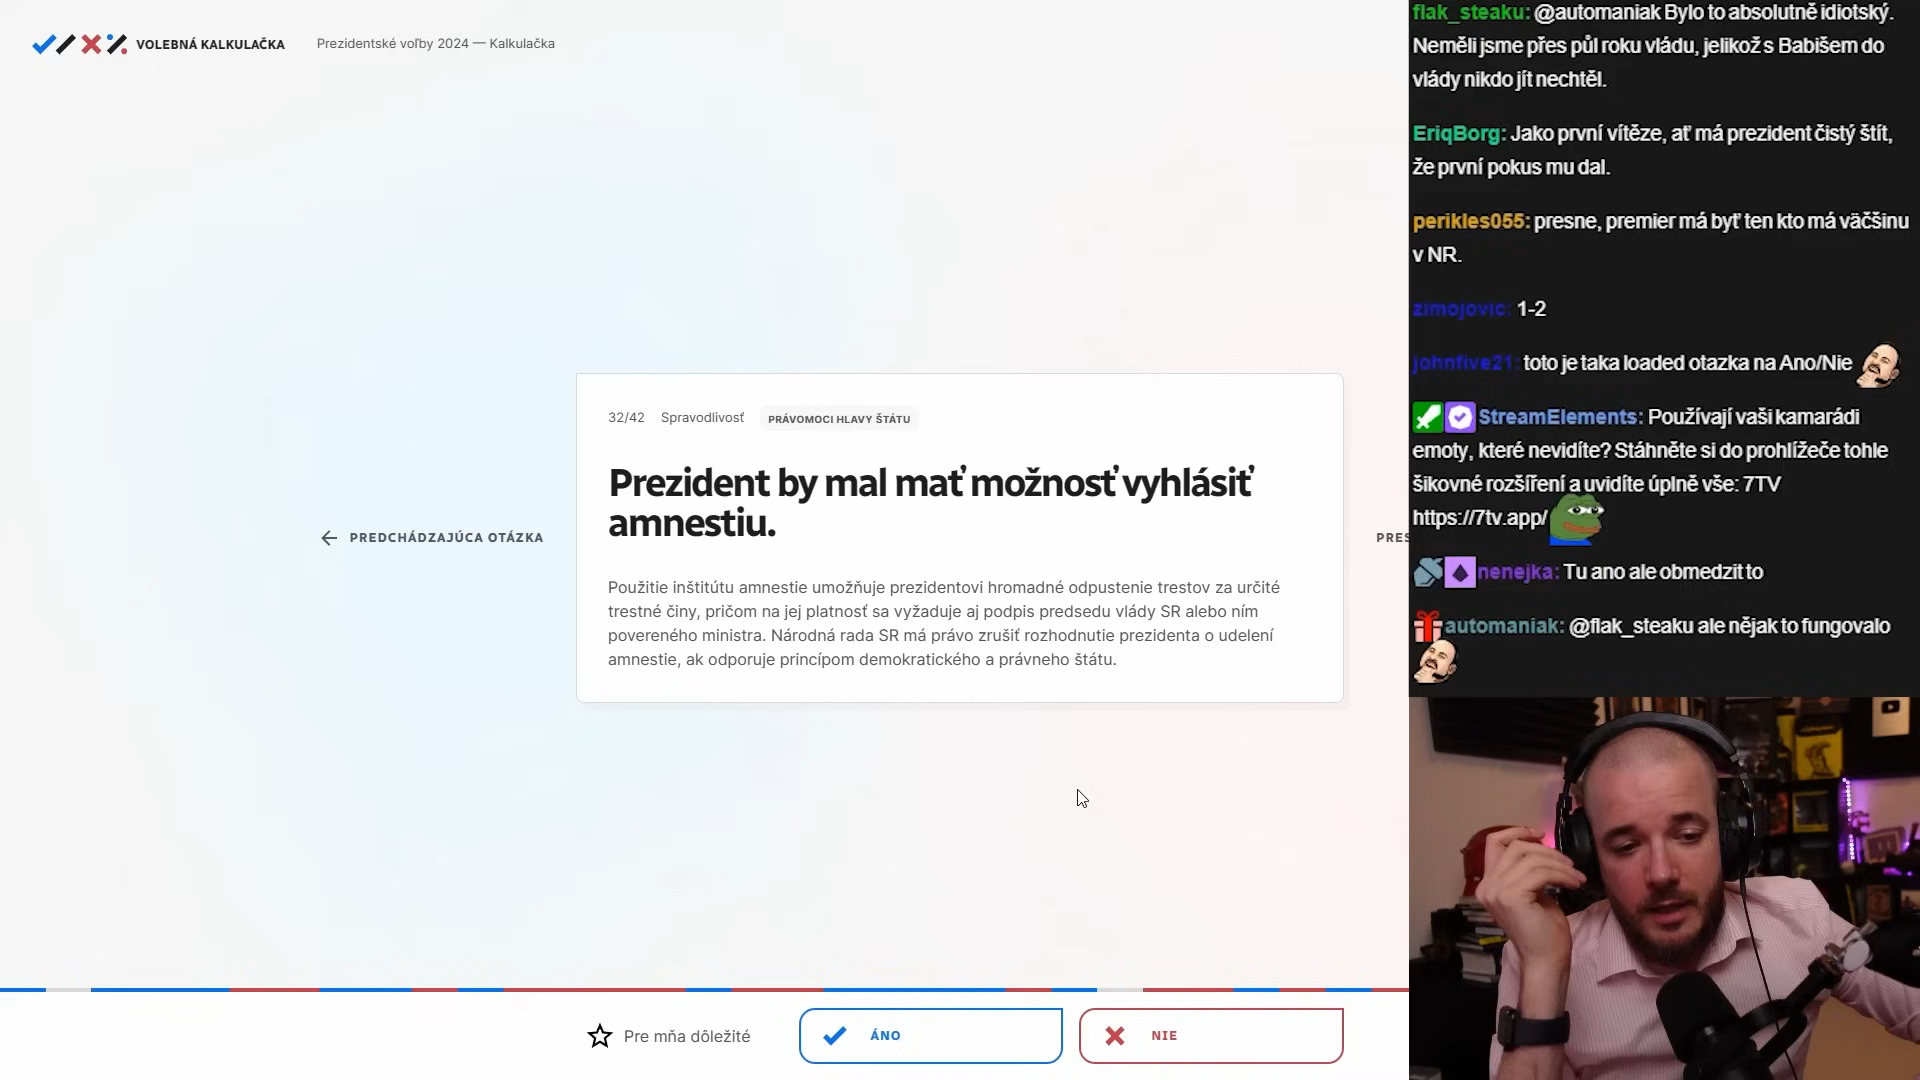 VOLEBNÁ KALKULAČKA
Prezidentské voľby 2024 — Kalkulačka
32/42 Spravodlivosť PRÁVOMOCI HLAVY ŠTÁTU
Prezident by mal mať možnosť vyhlásiť
amnestiu.
Použitie inštitútu amnestie umožňuje prezidentovi hromadné odpustenie trestov za určité
trestné činy, pričom na jej platnosť sa vyžaduje aj podpis predsedu vlády SR alebo ním
povereného ministra. Národná rada SR má právo zrušiť rozhodnutie prezidenta o udelení
amnestie, ak odporuje princípom demokratického a právneho štátu.
PREDCHÁDZAJÚCA OTÁZKA
PRES
Pre mňa dôležité
ÁNO
NIE
flak_steaku: @automaniak Bylo to absolutně idiotský.
Neměli jsme přes půl roku vládu, jelikož s Babišem do
vlády nikdo jít nechtěl.
EriqBorg: Jako první vítěze, ať má prezident čistý štít,
že první pokus mu dal.
perikles055: presne, premier má byť ten kto má väčšinu
v NR.
zimojovic: 1-2
johnfive21: toto je taka loaded otazka na Ano/Nie
StreamElements: Používají vaši kamarádi
emoty, které nevidíte? Stáhněte si do prohlížeče tohle
šikovné rozšíření a uvidíte úplně vše: 7TV
https://7tv.app/
nenejka: Tu ano ale obmedzit to
automaniak: @flak_steaku ale nějak to fungovalo